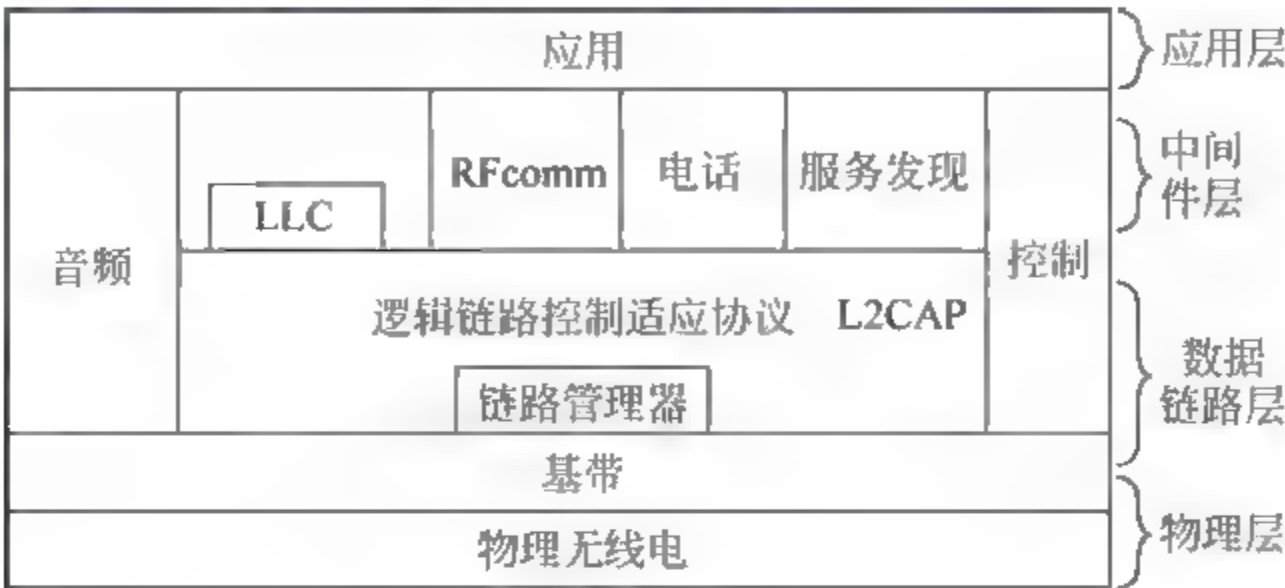 应用
应用层
RFcomm
电话
服务发现
中间
件层
LLC
音频
控制
逻辑链路控制适应协议 L2CAP
数据
链路层
链路管理器
基带
物理无线电
物理层